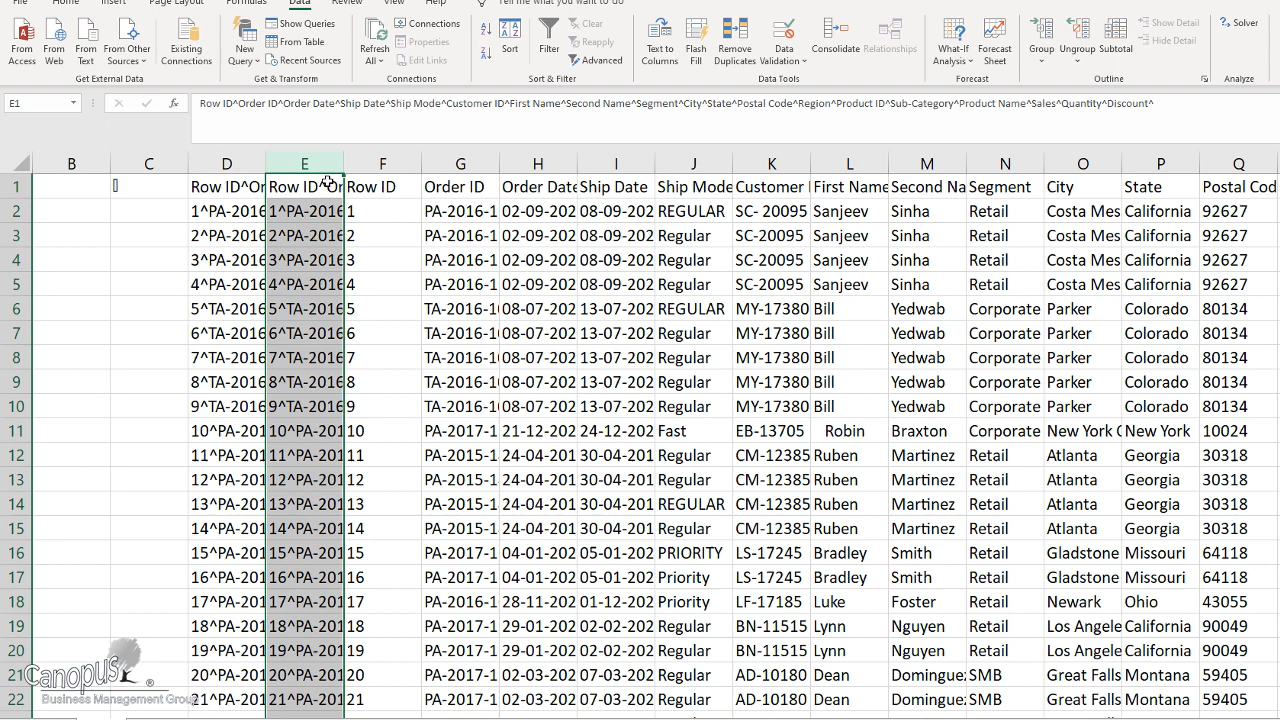 File Home Insert Page Layout Formulas Data Review View Help Tell me what you want to do
From Access From Web From Text From Other Sources Existing Connections New Query Show Queries From Table Recent Sources Refresh All Connections Properties Edit Links Sort Filter Clear Reapply Advanced Text to Columns Flash Fill Remove Duplicates Data Validation Consolidate Relationships What-If Analysis Forecast Sheet Group Ungroup Subtotal Show Detail Hide Detail Solver
Get External Data Get & Transform Connections Sort & Filter Data Tools Forecast Outline Analyze
E1 fx Row ID^Order ID^Order Date^Ship Date^Ship Mode^Customer ID^First Name^Second Name^Segment^City^State^Postal Code^Region^Product ID^Sub-Category^Product Name^Sales^Quantity^Discount^
B C D E F G H I J K L M N O P Q
1 Row ID^Or Row ID^Or Row ID Order ID Order Date Ship Date Ship Mode Customer First Name Second Na Segment City State Postal Cod
2 1^PA-2016 1^PA-2016 1 PA-2016-1 02-09-202 08-09-202 REGULAR SC- 20095 Sanjeev Sinha Retail Costa Mes California 92627
3 2^PA-2016 2^PA-2016 2 PA-2016-1 02-09-202 08-09-202 Regular SC-20095 Sanjeev Sinha Retail Costa Mes California 92627
4 3^PA-2016 3^PA-2016 3 PA-2016-1 02-09-202 08-09-202 Regular SC-20095 Sanjeev Sinha Retail Costa Mes California 92627
5 4^PA-2016 4^PA-2016 4 PA-2016-1 02-09-202 08-09-202 Regular SC-20095 Sanjeev Sinha Retail Costa Mes California 92627
6 5^TA-2016 5^TA-2016 5 TA-2016-10 08-07-202 13-07-202 REGULAR MY-17380 Bill Yedwab Corporate Parker Colorado 80134
7 6^TA-2016 6^TA-2016 6 TA-2016-10 08-07-202 13-07-202 Regular MY-17380 Bill Yedwab Corporate Parker Colorado 80134
8 7^TA-2016 7^TA-2016 7 TA-2016-10 08-07-202 13-07-202 Regular MY-17380 Bill Yedwab Corporate Parker Colorado 80134
9 8^TA-2016 8^TA-2016 8 TA-2016-10 08-07-202 13-07-202 Regular MY-17380 Bill Yedwab Corporate Parker Colorado 80134
10 9^TA-2016 9^TA-2016 9 TA-2016-10 08-07-202 13-07-202 Regular MY-17380 Bill Yedwab Corporate Parker Colorado 80134
11 10^PA-201 10^PA-201 10 PA-2017-1 21-12-202 24-12-202 Fast EB-13705 Robin Braxton Corporate New York C New York 10024
12 11^PA-201 11^PA-201 11 PA-2015-1 24-04-201 30-04-201 Regular CM-12385 Ruben Martinez Retail Atlanta Georgia 30318
13 12^PA-201 12^PA-201 12 PA-2015-1 24-04-201 30-04-201 Regular CM-12385 Ruben Martinez Retail Atlanta Georgia 30318
14 13^PA-201 13^PA-201 13 PA-2015-1 24-04-201 30-04-201 REGULAR CM-12385 Ruben Martinez Retail Atlanta Georgia 30318
15 14^PA-201 14^PA-201 14 PA-2015-1 24-04-201 30-04-201 Regular CM-12385 Ruben Martinez Retail Atlanta Georgia 30318
16 15^PA-201 15^PA-201 15 PA-2017-1 04-01-202 05-01-202 PRIORITY LS-17245 Bradley Smith Retail Gladstone Missouri 64118
17 16^PA-201 16^PA-201 16 PA-2017-1 04-01-202 05-01-202 Priority LS-17245 Bradley Smith Retail Gladstone Missouri 64118
18 17^PA-201 17^PA-201 17 PA-2016-1 28-11-202 01-12-202 Priority LF-17185 Luke Foster Retail Newark Ohio 43055
19 18^PA-201 18^PA-201 18 PA-2017-1 29-01-202 02-02-202 Regular BN-11515 Lynn Nguyen Retail Los Angele California 90049
20 19^PA-201 19^PA-201 19 PA-2017-1 29-01-202 02-02-202 Regular BN-11515 Lynn Nguyen Retail Los Angele California 90049
21 20^PA-201 20^PA-201 20 PA-2017-1 02-03-202 07-03-202 Regular AD-10180 Dean Domingue SMB Great Falls Montana 59405
22 21^PA-201 21^PA-201 21 PA-2017-1 02-03-202 07-03-202 Regular AD-10180 Dean Domingue SMB Great Falls Montana 59405
Canopus ®
Business Management Group